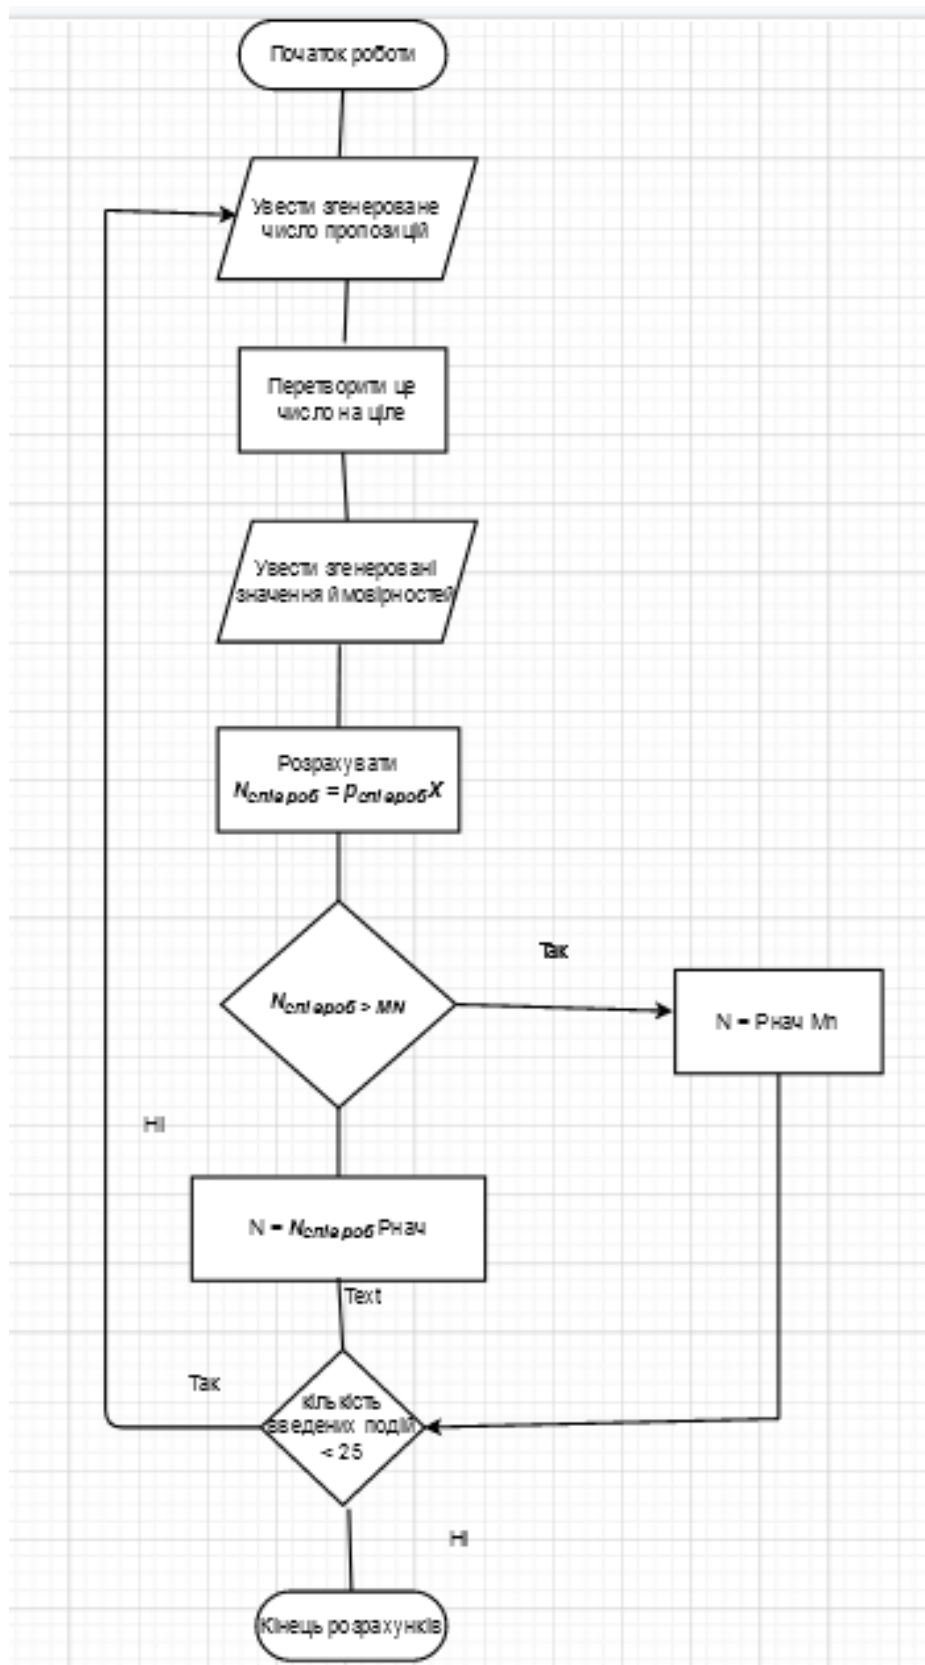 Початок роботи
Увести згенероване
число пропозицій
Перетворити це
число на ціле
Увести згенеровані
значення ймовірностей
Розрахувати
Nспівроб = pспівробX
Nспівроб > MN
Так
N = Рнач Мп
Ні
N = Nспівроб Рнач
Text
Так
кількість
введених подій
< 25
Ні
Кінець розрахунків